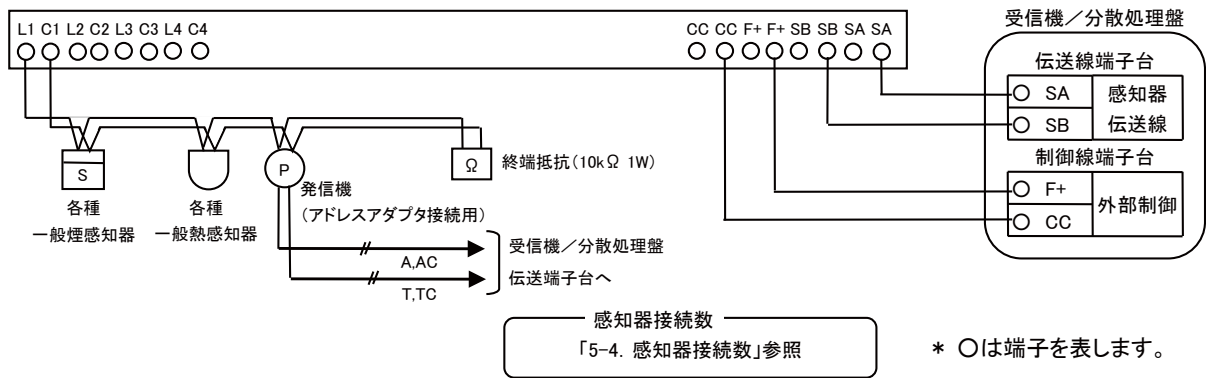 L1 C1 L2 C2 L3 C3 L4 C4
CC CC F+ F+ SB SB SA SA
受信機／分散処理盤
伝送線端子台
SA
SB
感知器
伝送線
制御線端子台
F+
CC
外部制御
S
各種
一般煙感知器
各種
一般熱感知器
P
発信機
（アドレスアダプタ接続用）
Ω
終端抵抗（10kΩ 1W）
A,AC
T,TC
受信機／分散処理盤
伝送端子台へ
感知器接続数
「5-4. 感知器接続数」参照
* ○は端子を表します。